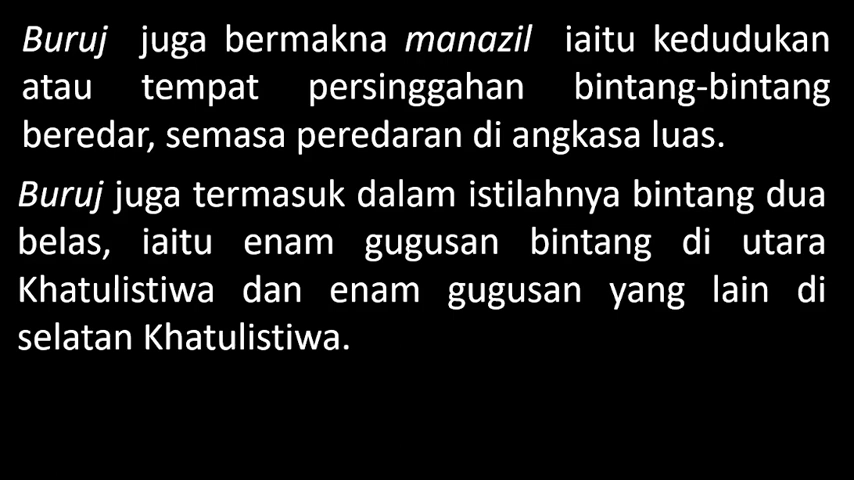 Buruj juga bermakna manazil iaitu kedudukan
atau tempat persinggahan bintang-bintang
beredar, semasa peredaran di angkasa luas.
Buruj juga termasuk dalam istilahnya bintang dua
belas, iaitu enam gugusan bintang di utara
Khatulistiwa dan enam gugusan yang lain di
selatan Khatulistiwa.